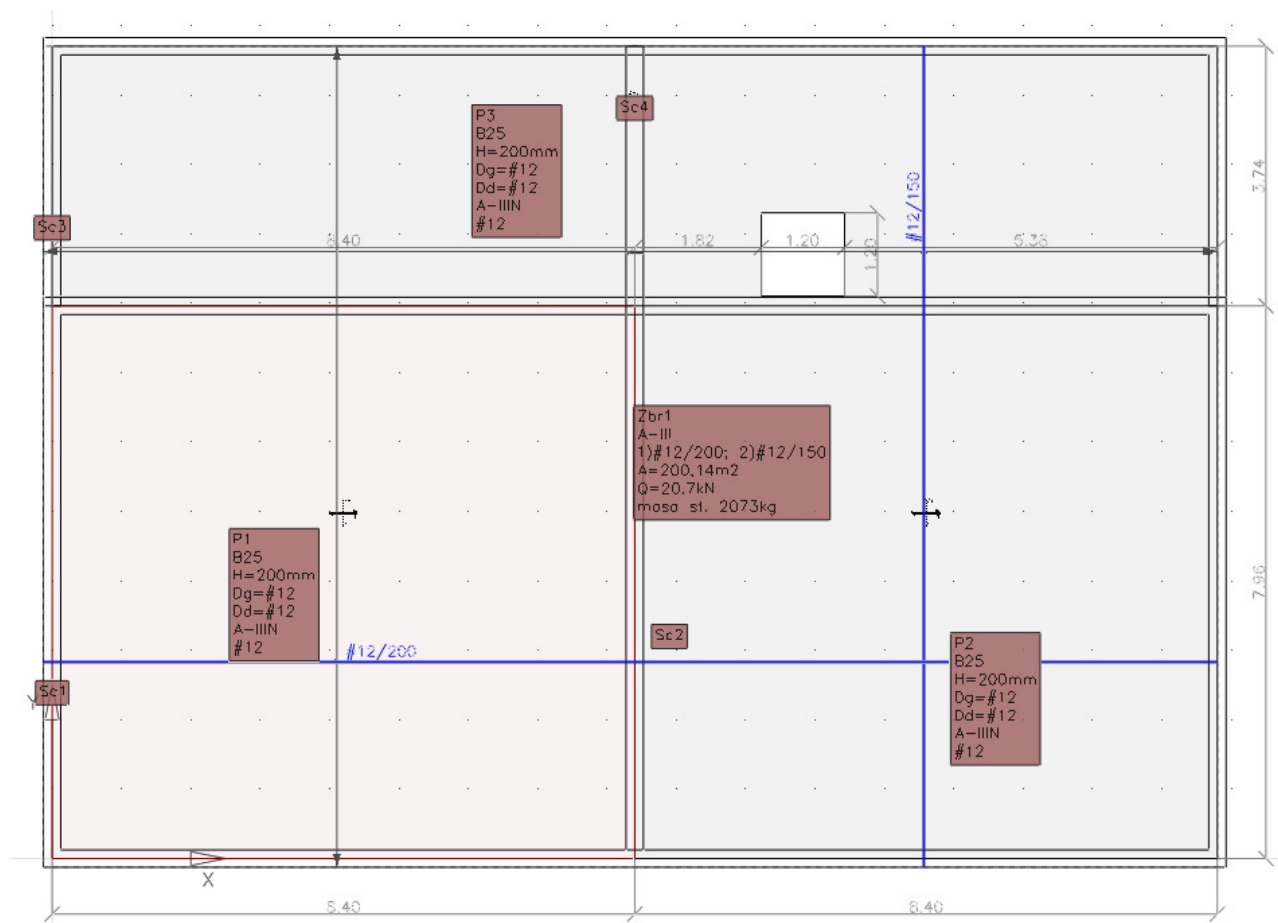 Sc4
P3
B25
H=200mm
Dg=#12
Dd=#12
A-IIIN
#12
#12/150
3.74
Sc3
8.40
1.82
1.20
5.38
1.20
Zbr1
A-III
1)#12/200; 2)#12/150
A=200.14m2
Q=20.7kN
masa st. 2073kg
P1
B25
H=200mm
Dg=#12
Dd=#12
A-IIIN
#12
7.96
#12/200
Sc2
P2
B25
H=200mm
Dg=#12
Dd=#12
A-IIIN
#12
Sc1
Y
X
8.40
8.40